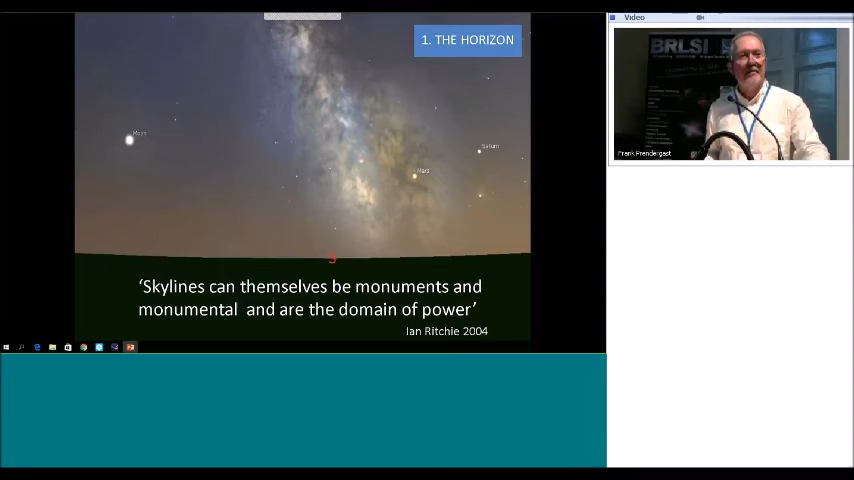 Video
1. THE HORIZON
BRLSI
Moon
Saturn
Mars
Frank Prendergast
S
‘Skylines can themselves be monuments and
monumental and are the domain of power’
Ian Ritchie 2004